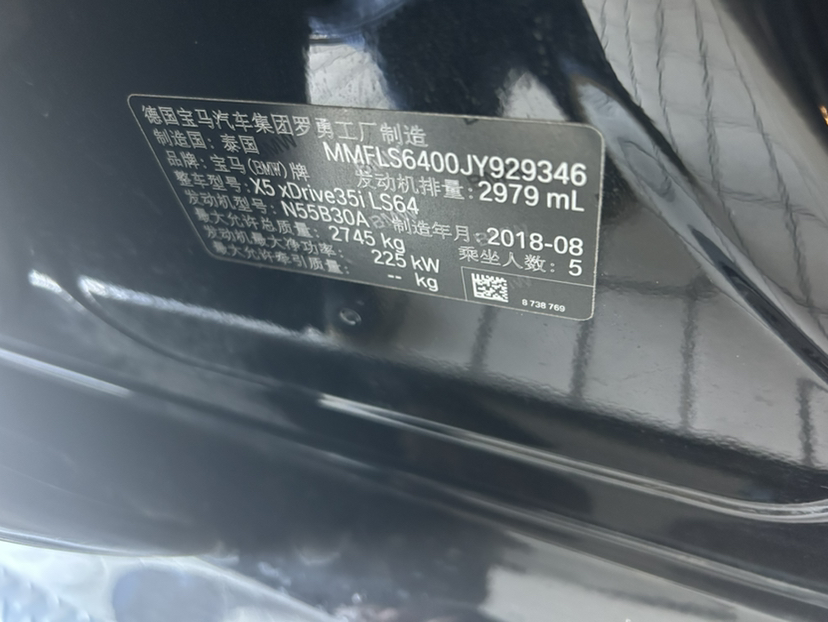 德国宝马汽车集团罗勇工厂制造
制造国：泰国 MMFLS6400JY929346
品牌：宝马(BMW)牌 发动机排量：2979 mL
整车型号：X5 xDrive35i LS64
发动机型号：N55B30A 制造年月：2018-08
最大允许总质量：2745 kg 乘坐人数：5
发动机最大净功率：225 kW
最大允许牵引质量：-- kg
8 738 769